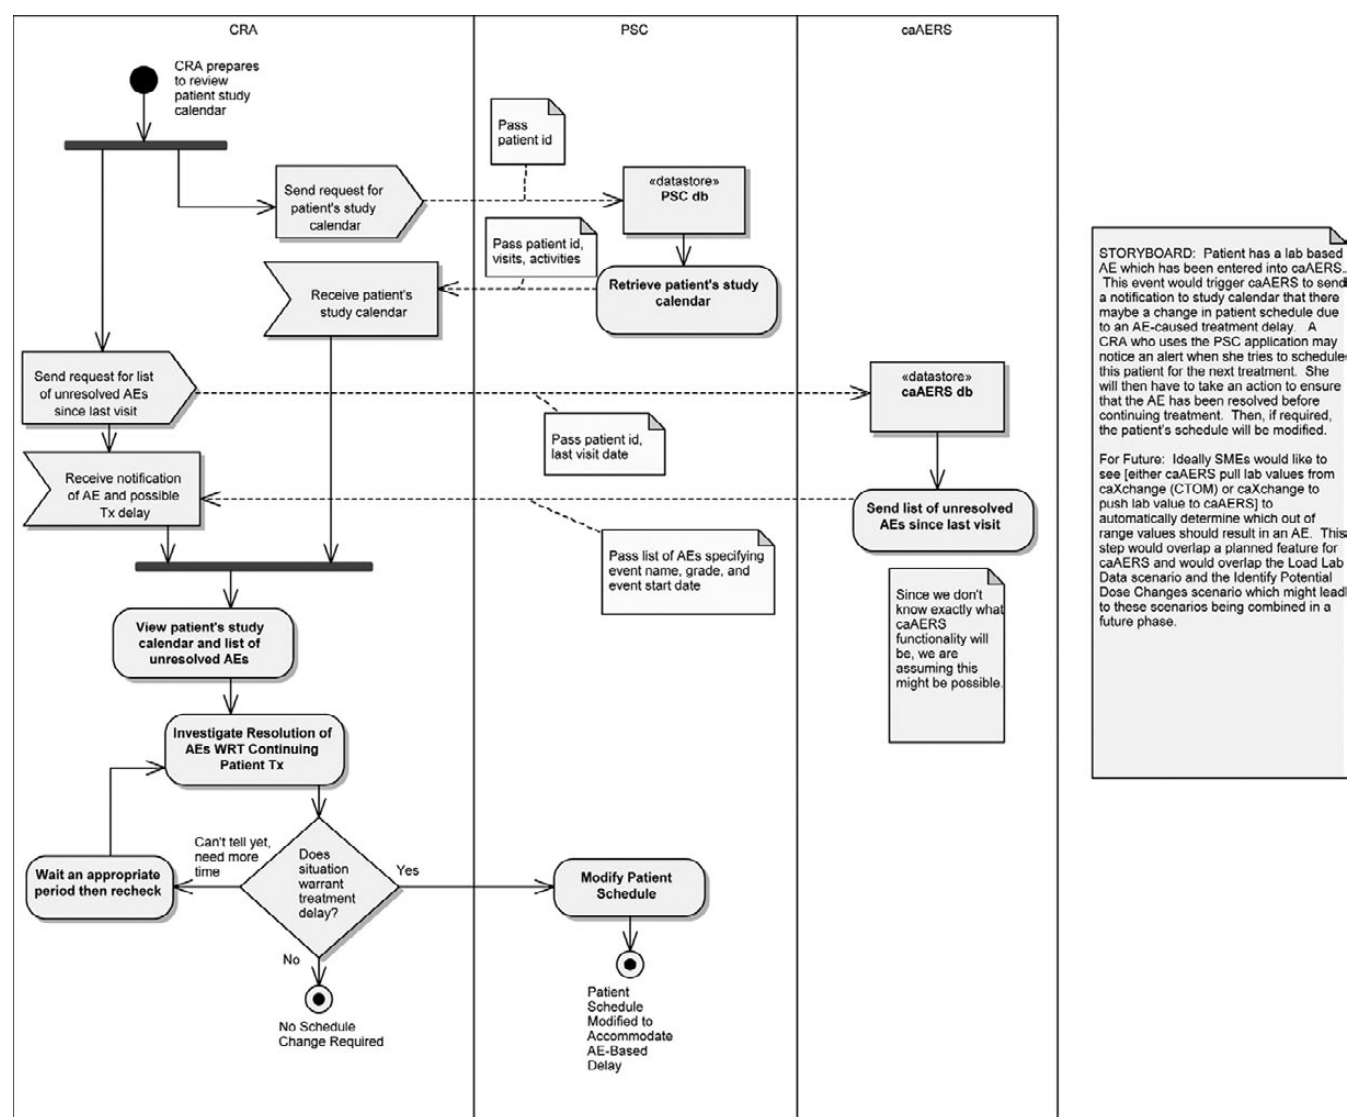 CRA
PSC
caAERS
CRA prepares
to review
patient study
calendar
Pass
patient id
Send request for
patient's study
calendar
«datastore»
PSC db
Pass patient id,
visits, activities
Receive patient's
study calendar
Retrieve patient's study
calendar
Send request for list
of unresolved AEs
since last visit
«datastore»
caAERS db
Pass patient id,
last visit date
Receive notification
of AE and possible
Tx delay
Send list of unresolved
AEs since last visit
Pass list of AEs specifying
event name, grade, and
event start date
Since we don't
know exactly what
caAERS
functionality will
be, we are
assuming this
might be possible.
View patient's study
calendar and list of
unresolved AEs
Investigate Resolution of
AEs WRT Continuing
Patient Tx
Can't tell yet,
need more
time
Does
situation
warrant
treatment
delay?
Yes
No
Wait an appropriate
period then recheck
Modify Patient
Schedule
No Schedule
Change Required
Patient
Schedule
Modified to
Accommodate
AE-Based
Delay
STORYBOARD: Patient has a lab based
AE which has been entered into caAERS.
This event would trigger caAERS to send
a notification to study calendar that there
maybe a change in patient schedule due
to an AE-caused treatment delay. A
CRA who uses the PSC application may
notice an alert when she tries to schedule
this patient for the next treatment. She
will then have to take an action to ensure
that the AE has been resolved before
continuing treatment. Then, if required,
the patient's schedule will be modified.
For Future: Ideally SMEs would like to
see [either caAERS pull lab values from
caXchange (CTOM) or caXchange to
push lab value to caAERS] to
automatically determine which out of
range values should result in an AE. This
step would overlap a planned feature for
caAERS and would overlap the Load Lab
Data scenario and the Identify Potential
Dose Changes scenario which might lead
to these scenarios being combined in a
future phase.